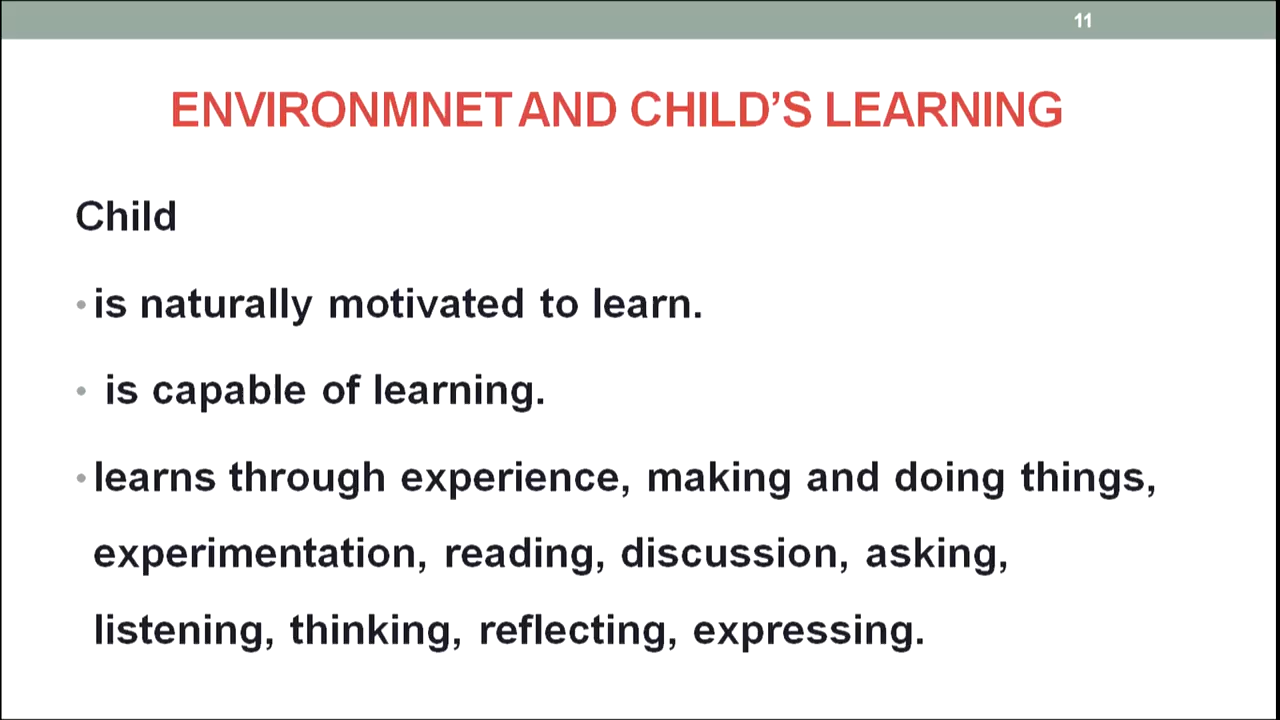 11
ENVIRONMNET AND CHILD’S LEARNING
Child
• is naturally motivated to learn.
• is capable of learning.
• learns through experience, making and doing things,
experimentation, reading, discussion, asking,
listening, thinking, reflecting, expressing.